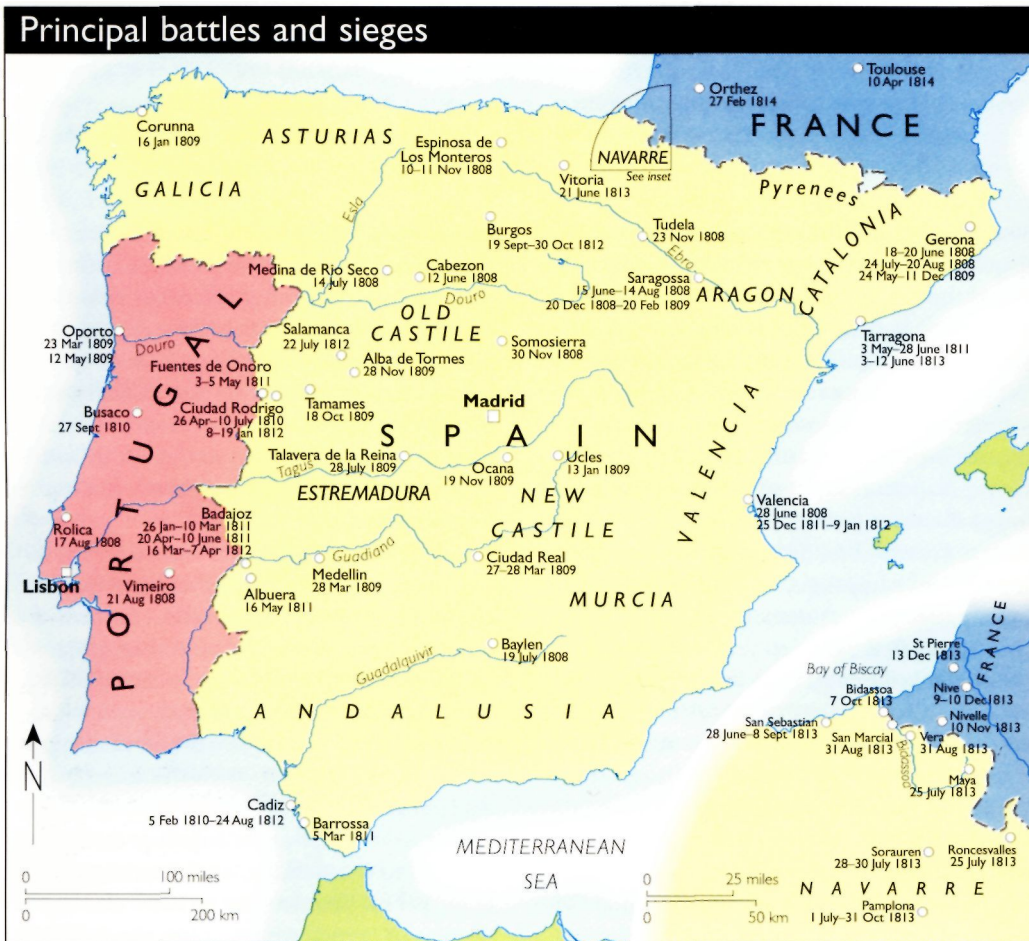 Principal battles and sieges
Toulouse
10 Apr 1814
Orthez
27 Feb 1814
FRANCE
Corunna
16 Jan 1809
ASTURIAS
Espinosa de
Los Monteros
10–11 Nov 1808
NAVARRE
See inset
Vitoria
21 June 1813
GALICIA
Pyrenees
Esla
Burgos
19 Sept–30 Oct 1812
Tudela
23 Nov 1808
Ebro
CATALONIA
Gerona
18–20 June 1808
24 July–20 Aug 1808
24 May–11 Dec 1809
Medina de Rio Seco
14 July 1808
Cabezon
12 June 1808
Douro
Saragossa
15 June–14 Aug 1808
20 Dec 1808–20 Feb 1809
ARAGON
OLD
CASTILE
Oporto
23 Mar 1809
12 May1809
Douro
PORTUGAL
Salamanca
22 July 1812
Somosierra
30 Nov 1808
Tarragona
3 May–28 June 1811
3–12 June 1813
Alba de Tormes
28 Nov 1809
Fuentes de Onoro
3–5 May 1811
Busaco
27 Sept 1810
Ciudad Rodrigo
26 Apr–10 July 1810
8–19 Jan 1812
Tamames
18 Oct 1809
Madrid
SPAIN
VALENCIA
Talavera de la Reina
28 July 1809
Tagus
Ocana
19 Nov 1809
Ucles
13 Jan 1809
ESTREMADURA
NEW
CASTILE
Valencia
28 June 1808
25 Dec 1811–9 Jan 1812
Rolica
17 Aug 1808
Badajoz
26 Jan–10 Mar 1811
20 Apr–10 June 1811
16 Mar–7 Apr 1812
Guadiana
Lisbon
Vimeiro
21 Aug 1808
Albuera
16 May 1811
Medellin
28 Mar 1809
Ciudad Real
27–28 Mar 1809
MURCIA
Baylen
19 July 1808
Guadalquivir
ANDALUSIA
N
Cadiz
5 Feb 1810–24 Aug 1812
Barrossa
5 Mar 1811
MEDITERRANEAN
SEA
0 100 miles
0 200 km
FRANCE
St Pierre
13 Dec 1813
Bay of Biscay
Bidassoa
7 Oct 1813
Nive
9–10 Dec1813
San Sebastian
28 June–8 Sept 1813
Nivelle
10 Nov 1813
San Marcial
31 Aug 1813
Vera
31 Aug 1813
Bidassoa
Maya
25 July 1813
Sorauren
28–30 July 1813
Roncesvalles
25 July 1813
0 25 miles
0 50 km
NAVARRE
Pamplona
1 July–31 Oct 1813